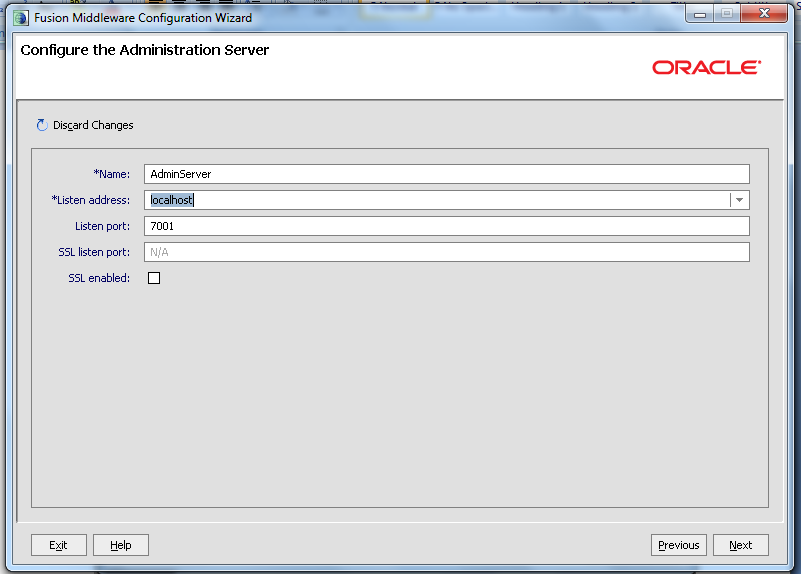 Fusion Middleware Configuration Wizard
Configure the Administration Server
ORACLE
Discard Changes
*Name: AdminServer
*Listen address: localhost
Listen port: 7001
SSL listen port: N/A
SSL enabled:
Exit Help Previous Next